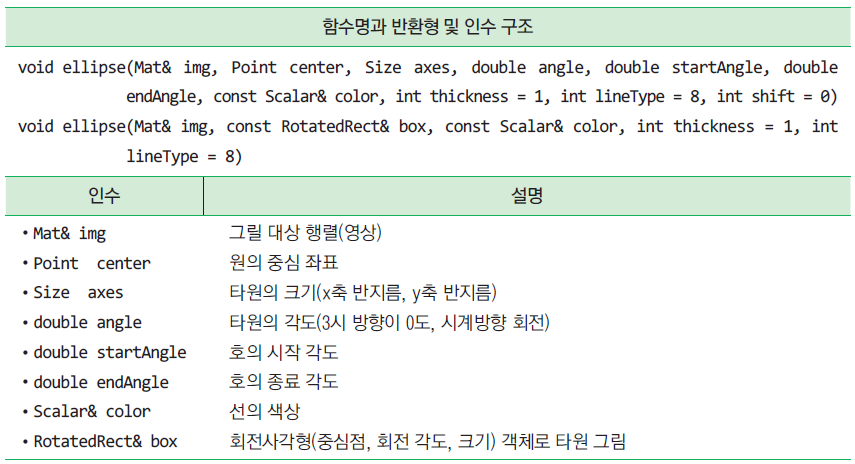 함수명과 반환형 및 인수 구조
void ellipse(Mat& img, Point center, Size axes, double angle, double startAngle, double
endAngle, const Scalar& color, int thickness = 1, int lineType = 8, int shift = 0)
void ellipse(Mat& img, const RotatedRect& box, const Scalar& color, int thickness = 1, int
lineType = 8)
인수 설명
• Mat& img 그릴 대상 행렬(영상)
• Point center 원의 중심 좌표
• Size axes 타원의 크기(x축 반지름, y축 반지름)
• double angle 타원의 각도(3시 방향이 0도, 시계방향 회전)
• double startAngle 호의 시작 각도
• double endAngle 호의 종료 각도
• Scalar& color 선의 색상
• RotatedRect& box 회전사각형(중심점, 회전 각도, 크기) 객체로 타원 그림